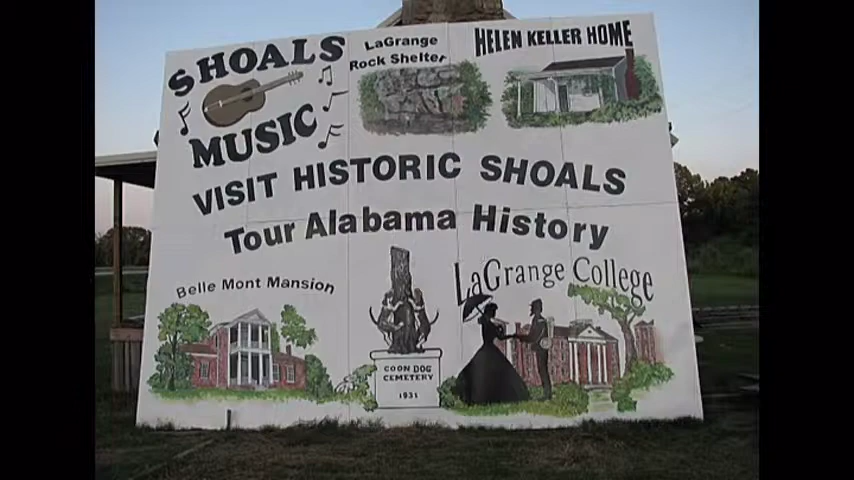 SHOALS
MUSIC
LaGrange
Rock Shelter
HELEN KELLER HOME
VISIT HISTORIC SHOALS
Tour Alabama History
Belle Mont Mansion
COON DOG
CEMETERY
1931
LaGrange College